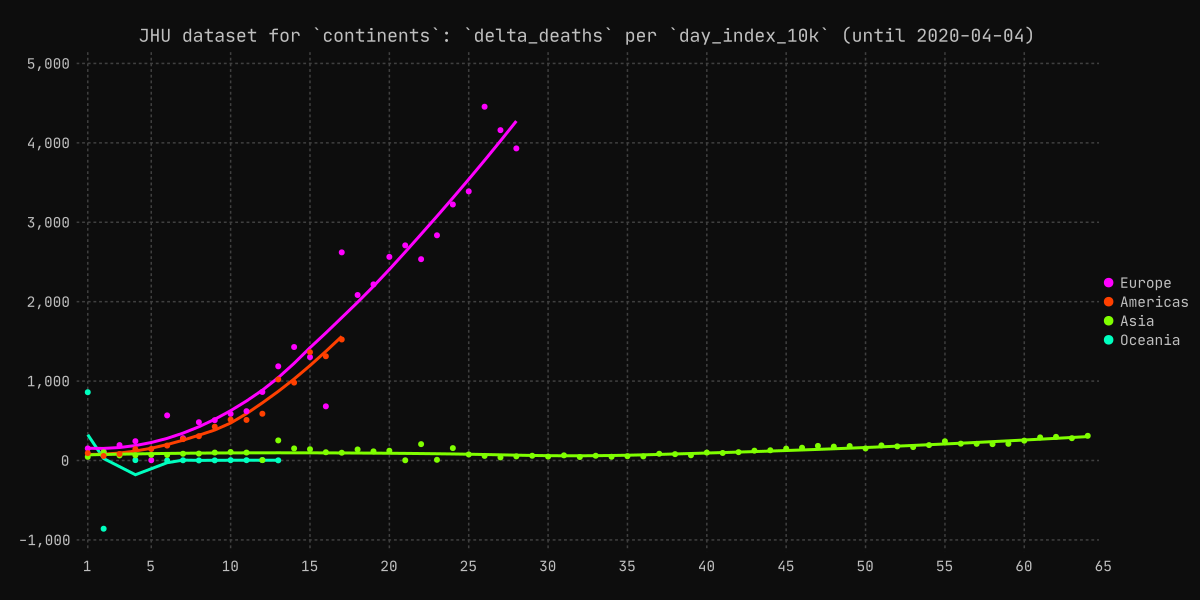 JHU dataset for `continents`: `delta_deaths` per `day_index_10k` (until 2020-04-04)
5,000
4,000
3,000
2,000
1,000
0
-1,000
1 5 10 15 20 25 30 35 40 45 50 55 60 65
Europe
Americas
Asia
Oceania